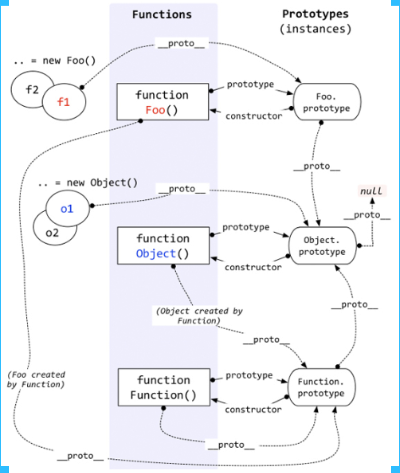 Functions
Prototypes
(instances)
__proto__
.. = new Foo()
f2
f1
function
Foo()
prototype
constructor
Foo.
prototype
__proto__
null
__proto__
.. = new Object()
__proto__
o1
o2
function
Object()
prototype
constructor
Object.
prototype
(Object created by
Function)
__proto__
__proto__
(Foo created
by Function)
function
Function()
prototype
constructor
Function.
prototype
__proto__
__proto__